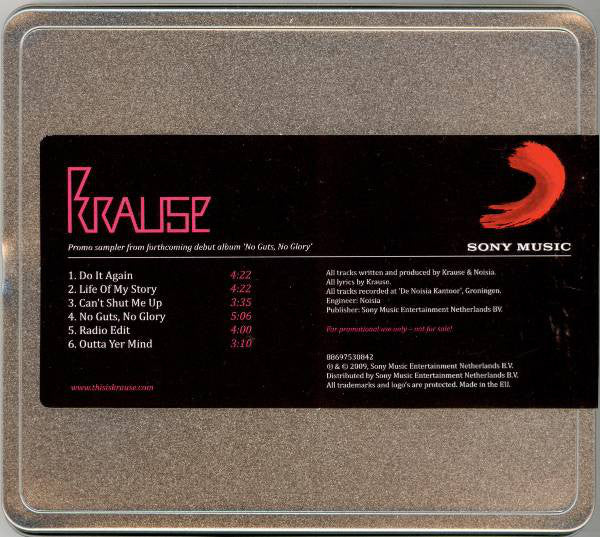 KRAUSE
Promo sampler from forthcoming debut album 'No Guts, No Glory'
SONY MUSIC
1. Do It Again 4:22
2. Life Of My Story 4:22
3. Can't Shut Me Up 3:35
4. No Guts, No Glory 5:06
5. Radio Edit 4:00
6. Outta Yer Mind 3:10
www.thisiskrause.com
All tracks written and produced by Krause & Noisia.
All lyrics by Krause.
All tracks recorded at 'De Noisia Kantoor', Groningen.
Engineer: Noisia
Publisher: Sony Music Entertainment Netherlands BV.
For promotional use only – not for sale!
88697530842
℗ & © 2009, Sony Music Entertainment Netherlands B.V.
Distributed by Sony Music Entertainment Netherlands B.V.
All trademarks and logo's are protected. Made in the EU.